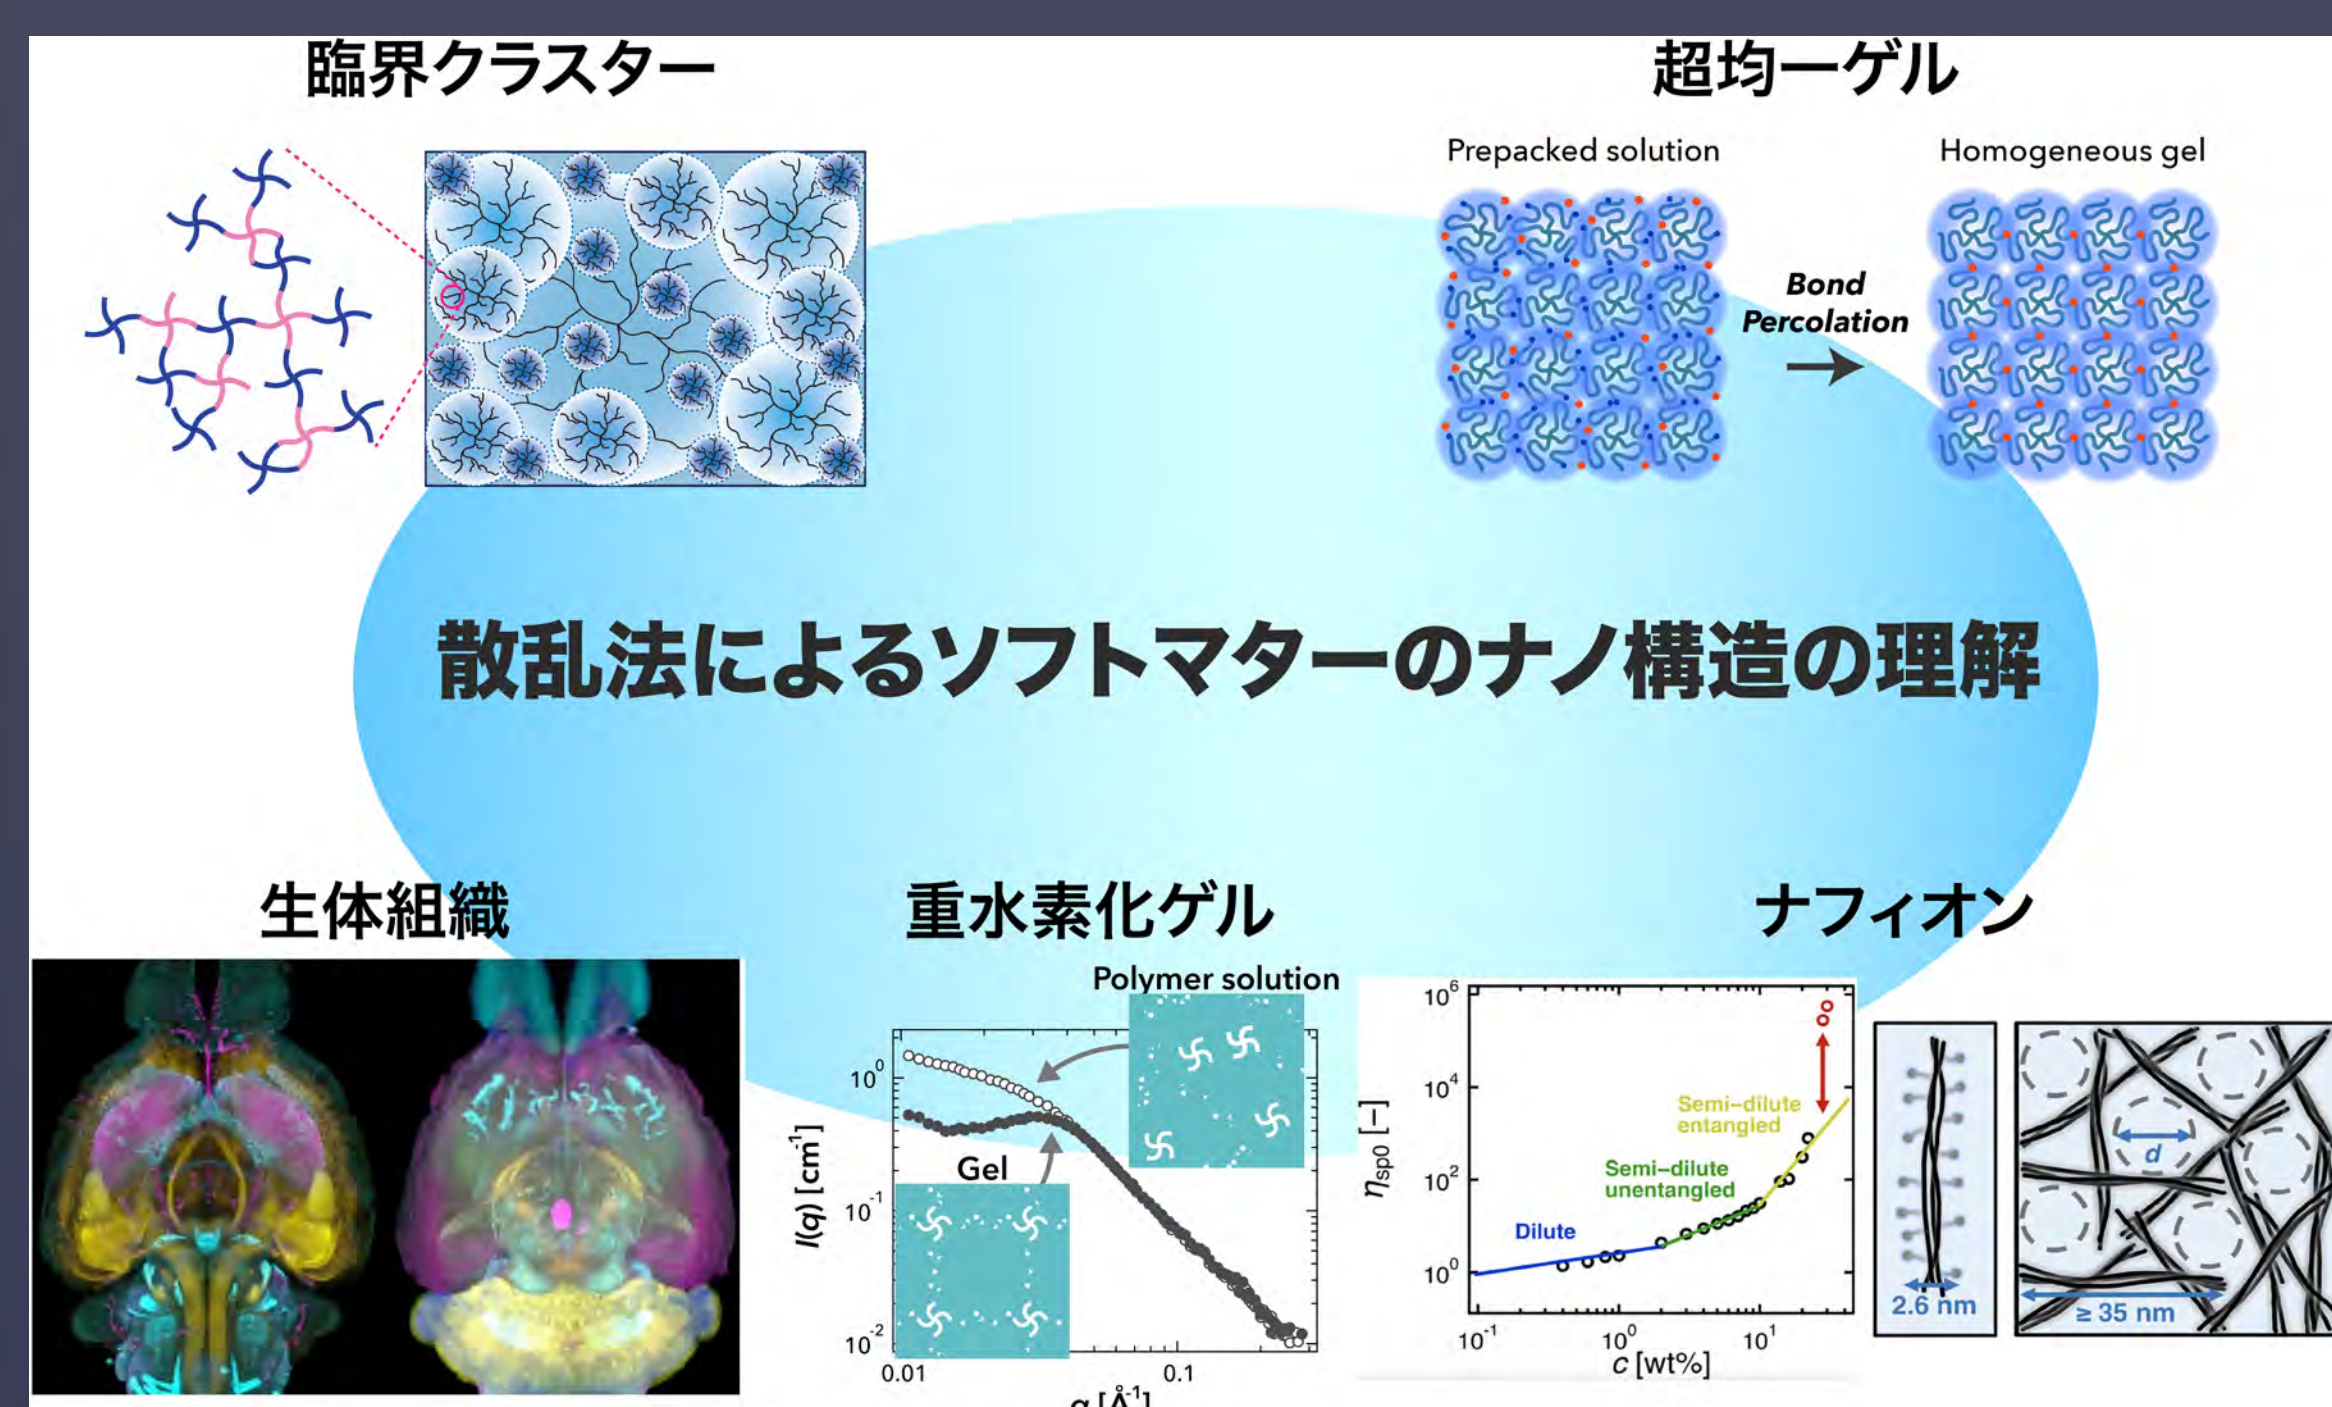 臨界クラスター
超均一ゲル
Prepacked solution
Homogeneous gel
Bond
Percolation
散乱法によるソフトマターのナノ構造の理解
生体組織
重水素化ゲル
ナフィオン
Polymer solution
Gel
I(q) [cm⁻¹]
10⁰
10⁻¹
10⁻²
0.01
0.1
q [Å⁻¹]
ηsp0 [−]
10⁶
10⁴
10²
10⁰
Semi−dilute
entangled
Semi−dilute
unentangled
Dilute
10⁻¹
10⁰
10¹
c [wt%]
2.6 nm
d
≥ 35 nm